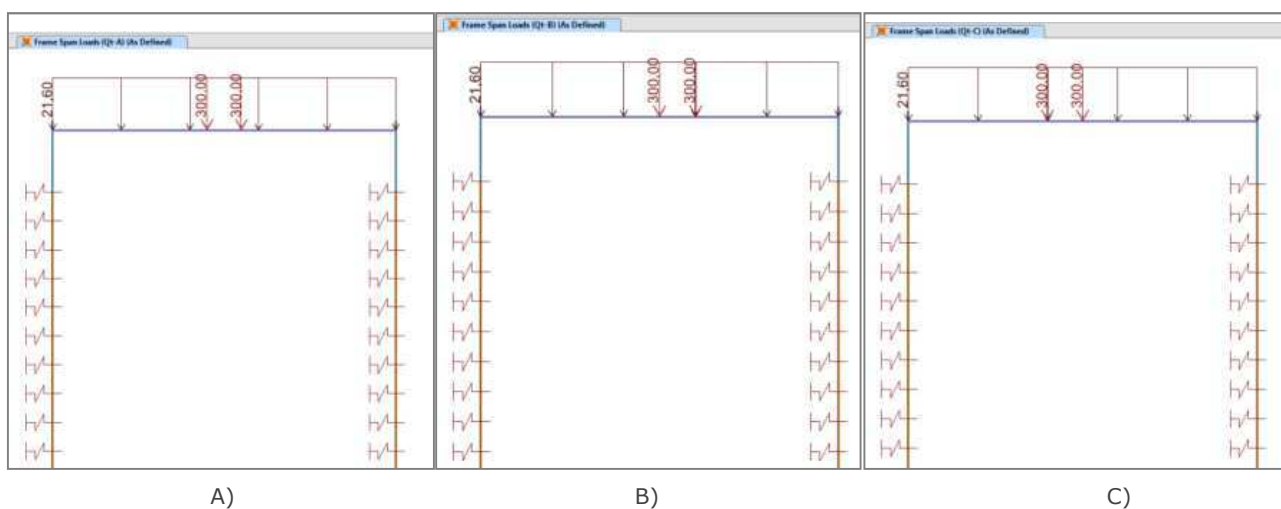 Frame Span Loads (Qt-A) (As Defined)
21,60
300.00
300.00
Frame Span Loads (Qt-B) (As Defined)
21,60
300.00
300.00
Frame Span Loads (Qt-C) (As Defined)
21,60
300.00
300.00
A)
B)
C)